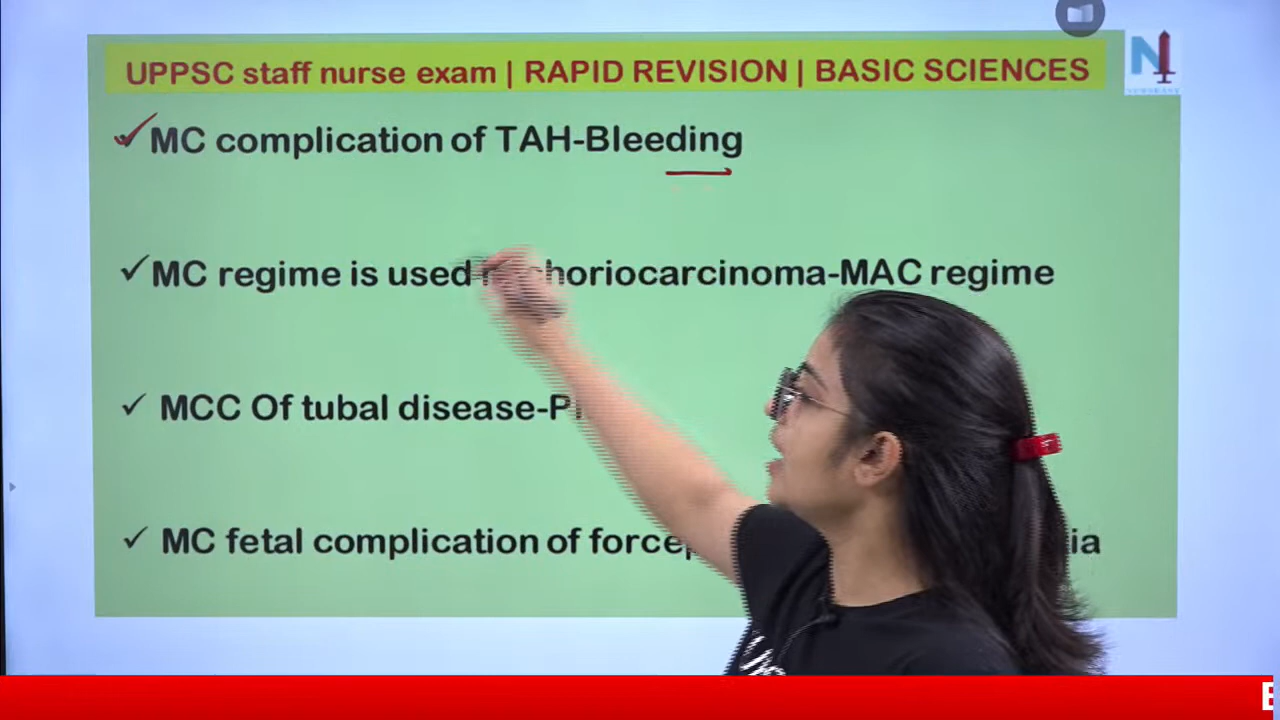 UPPSC staff nurse exam | RAPID REVISION | BASIC SCIENCES
MC complication of TAH-Bleeding
MC regime is used choriocarcinoma-MAC regime
MCC Of tubal disease-
MC fetal complication of